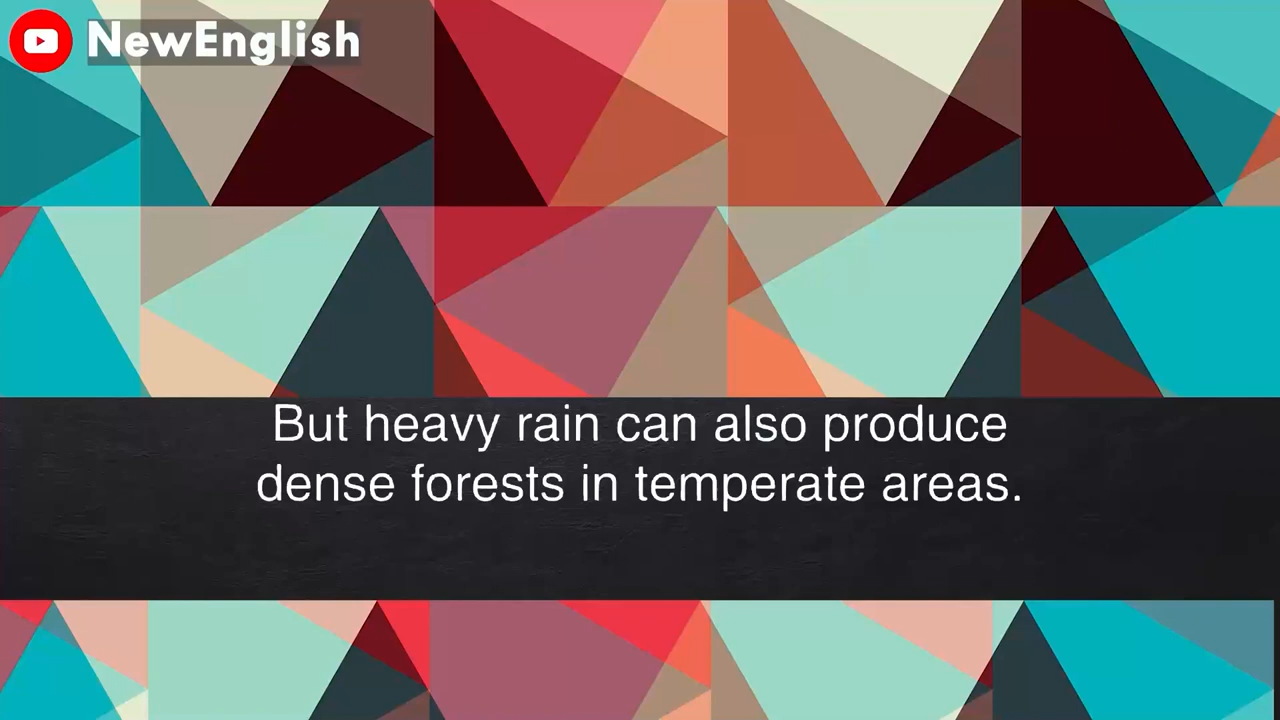 NewEnglish
But heavy rain can also produce
dense forests in temperate areas.